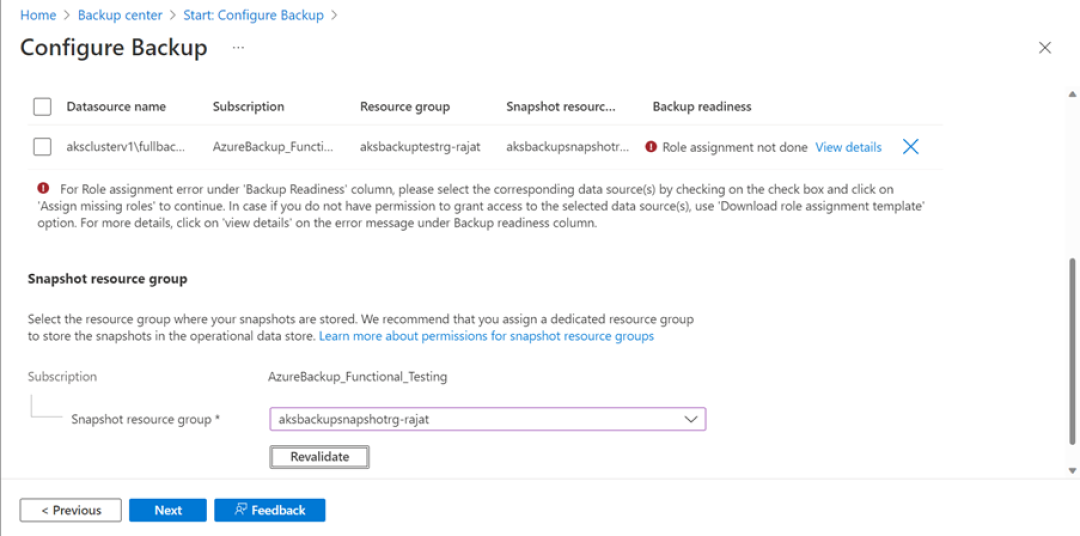 Home > Backup center > Start: Configure Backup >
Configure Backup ...
Datasource name Subscription Resource group Snapshot resourc... Backup readiness
aksclusterv1\fullbac... AzureBackup_Functi... aksbackuptestrg-rajat aksbackupsnapshotr... Role assignment not done View details
For Role assignment error under 'Backup Readiness' column, please select the corresponding data source(s) by checking on the check box and click on
'Assign missing roles' to continue. In case if you do not have permission to grant access to the selected data source(s), use 'Download role assignment template'
option. For more details, click on 'view details' on the error message under Backup readiness column.
Snapshot resource group
Select the resource group where your snapshots are stored. We recommend that you assign a dedicated resource group
to store the snapshots in the operational data store. Learn more about permissions for snapshot resource groups
Subscription AzureBackup_Functional_Testing
Snapshot resource group * aksbackupsnapshotrg-rajat
Revalidate
< Previous Next Feedback